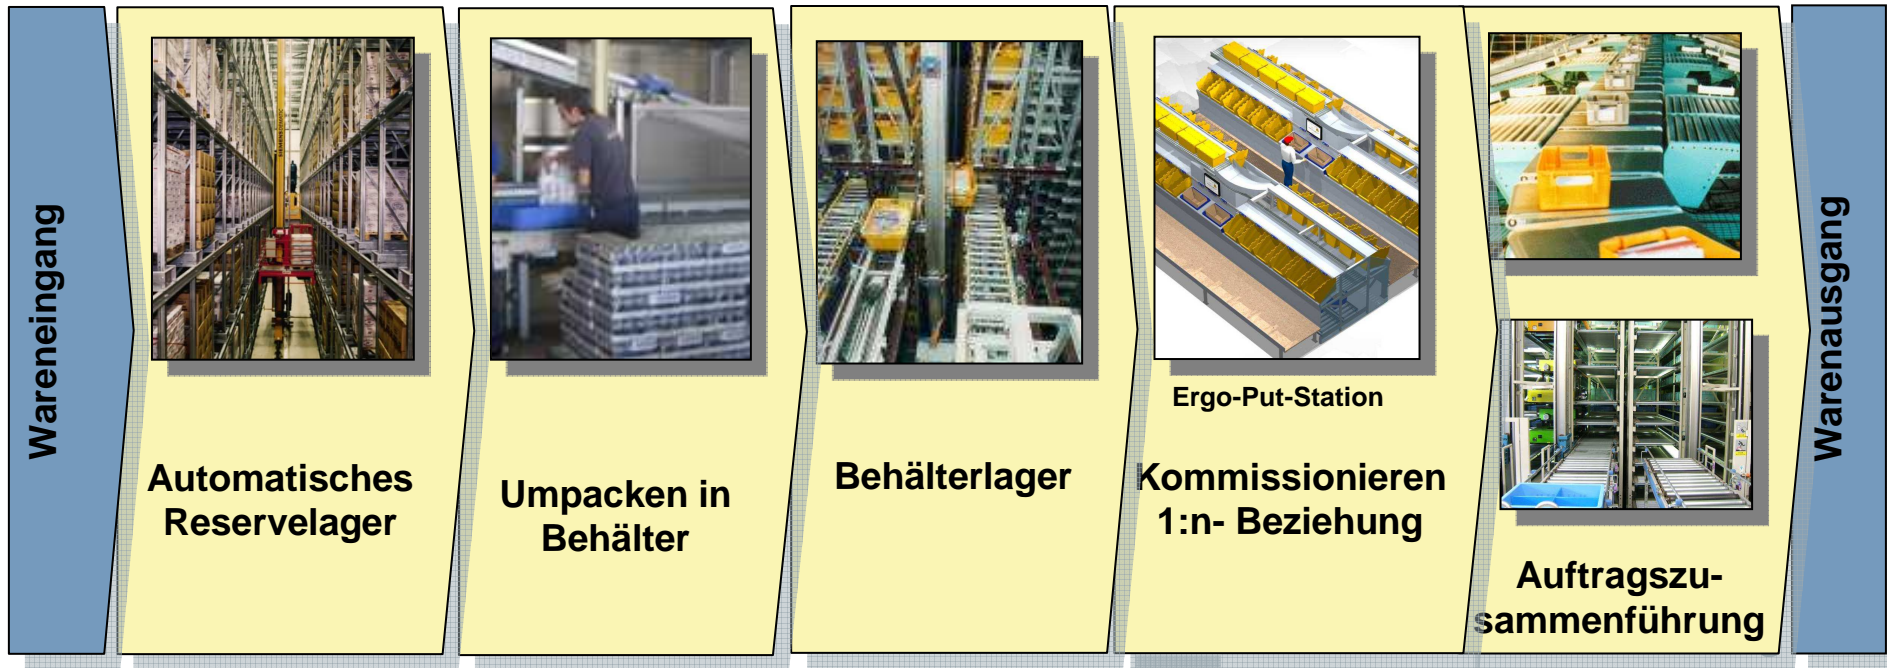 Wareneingang
Automatisches
Reservelager
Umpacken in
Behälter
Behälterlager
Ergo-Put-Station
Kommissionieren
1:n- Beziehung
Auftragszu-
sammenführung
Warenausgang